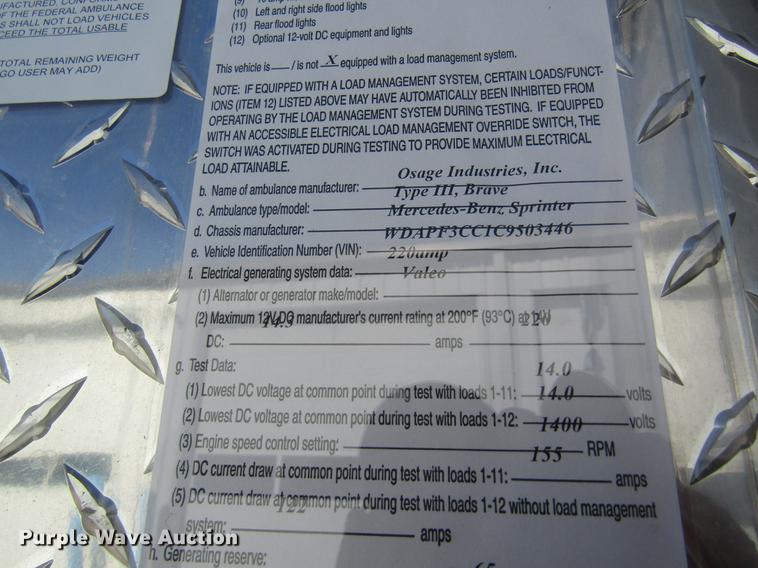 FACTURED, CONFORMS
OF THE FEDERAL AMBULANCE
S SHALL NOT LOAD VEHICLES
CEED THE TOTAL USABLE
TOTAL REMAINING WEIGHT
GO USER MAY ADD)
(10) Left and right side flood lights
(11) Rear flood lights
(12) Optional 12-volt DC equipment and lights
This vehicle is / is not X equipped with a load management system.
NOTE: IF EQUIPPED WITH A LOAD MANAGEMENT SYSTEM, CERTAIN LOADS/FUNCT-
IONS (ITEM 12) LISTED ABOVE MAY HAVE AUTOMATICALLY BEEN INHIBITED FROM
OPERATING BY THE LOAD MANAGEMENT SYSTEM DURING TESTING. IF EQUIPPED
WITH AN ACCESSIBLE ELECTRICAL LOAD MANAGEMENT OVERRIDE SWITCH, THE
SWITCH WAS ACTIVATED DURING TESTING TO PROVIDE MAXIMUM ELECTRICAL
LOAD ATTAINABLE.
Osage Industries, Inc.
b. Name of ambulance manufacturer: Type III, Brave
c. Ambulance type/model: Mercedes-Benz Sprinter
d. Chassis manufacturer: WDAPF3CC1C9503446
e. Vehicle Identification Number (VIN): 220amp
f. Electrical generating system data: Valeo
(1) Alternator or generator make/model:
(2) Maximum 12V DC manufacturer's current rating at 200°F (93°C) at 220
14.5
DC: amps
g. Test Data: 14.0
(1) Lowest DC voltage at common point during test with loads 1-11: 14.0 volts
(2) Lowest DC voltage at common point during test with loads 1-12: 1400 volts
(3) Engine speed control setting: 155 RPM
(4) DC current draw at common point during test with loads 1-11: amps
(5) DC current draw at common point during test with loads 1-12 without load management
122
system: amps
h. Generating reserve: 65
Purple Wave Auction